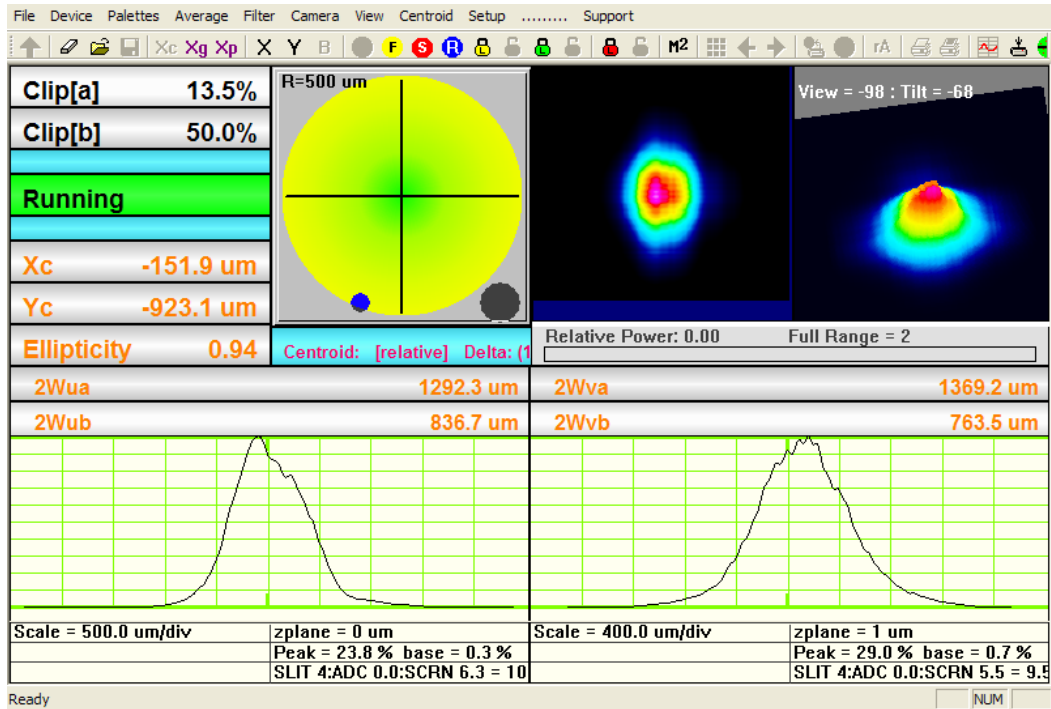 File Device Palettes Average Filter Camera View Centroid Setup ......... Support
Xc Xg Xp X Y B F S R L L L M² rA
Clip[a] 13.5%
Clip[b] 50.0%
Running
Xc -151.9 um
Yc -923.1 um
Ellipticity 0.94
R=500 um
Centroid: [relative] Delta: (1
View = -98 : Tilt = -68
Relative Power: 0.00 Full Range = 2
2Wua 1292.3 um
2Wva 1369.2 um
2Wub 836.7 um
2Wvb 763.5 um
Scale = 500.0 um/div
zplane = 0 um
Scale = 400.0 um/div
zplane = 1 um
Peak = 23.8 % base = 0.3 %
Peak = 29.0 % base = 0.7 %
SLIT 4:ADC 0.0:SCRN 6.3 = 10
SLIT 4:ADC 0.0:SCRN 5.5 = 9.5
Ready
NUM